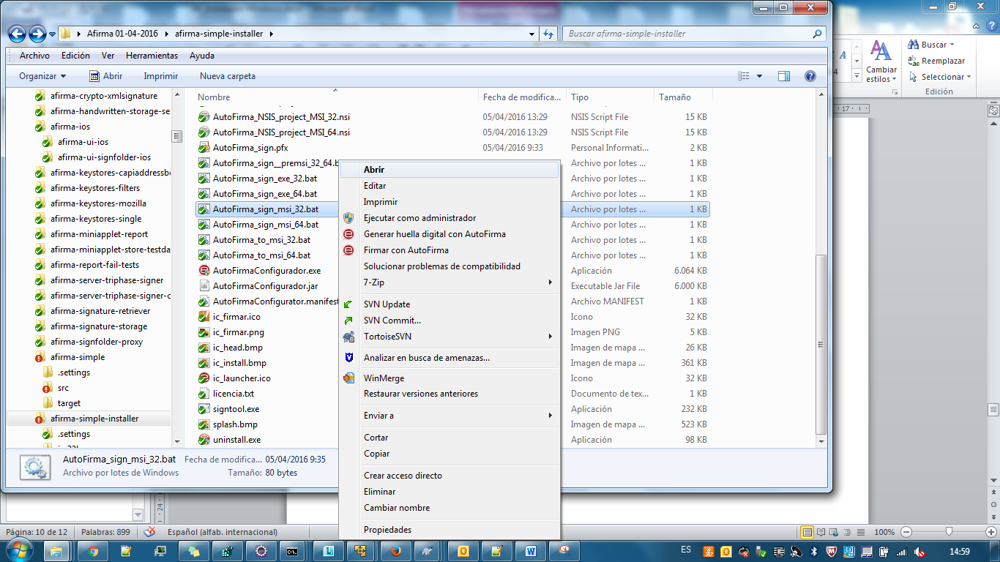 Afirma 01-04-2016 afirma-simple-installer
Buscar afirma-simple-installer
Archivo Edición Ver Herramientas Ayuda
Organizar Abrir Imprimir Nueva carpeta
afirma-crypto-xmlsignature
afirma-handwritten-storage-se
afirma-ios
afirma-ui-ios
afirma-ui-signfolder-ios
afirma-keystores-capiaddressb
afirma-keystores-filters
afirma-keystores-mozilla
afirma-keystores-single
afirma-miniapplet-report
afirma-miniapplet-store-testda
afirma-report-fail-tests
afirma-server-triphase-signer
afirma-server-triphase-signer-c
afirma-signature-retriever
afirma-signature-storage
afirma-signfolder-proxy
afirma-simple
.settings
src
target
afirma-simple-installer
.settings
Nombre Fecha de modifica... Tipo Tamaño
AutoFirma_NSIS_project_MSI_32.nsi 05/04/2016 13:29 NSIS Script File 15 KB
AutoFirma_NSIS_project_MSI_64.nsi 05/04/2016 13:29 NSIS Script File 15 KB
AutoFirma_sign.pfx 05/04/2016 9:33 Personal Informati... 2 KB
AutoFirma_sign__premsi_32_64.b Archivo por lotes ... 1 KB
AutoFirma_sign_exe_32.bat Archivo por lotes ... 1 KB
AutoFirma_sign_exe_64.bat Archivo por lotes ... 1 KB
AutoFirma_sign_msi_32.bat Archivo por lotes ... 1 KB
AutoFirma_sign_msi_64.bat Archivo por lotes ... 1 KB
AutoFirma_to_msi_32.bat Archivo por lotes ... 1 KB
AutoFirma_to_msi_64.bat Archivo por lotes ... 1 KB
AutoFirmaConfigurador.exe Aplicación 6.064 KB
AutoFirmaConfigurador.jar Executable Jar File 6.000 KB
AutoFirmaConfigurator.manifest Archivo MANIFEST 1 KB
ic_firmar.ico Icono 32 KB
ic_firmar.png Imagen PNG 5 KB
ic_head.bmp Imagen de mapa ... 26 KB
ic_install.bmp Imagen de mapa ... 361 KB
ic_launcher.ico Icono 32 KB
licencia.txt Documento de tex... 1 KB
signtool.exe Aplicación 232 KB
splash.bmp Imagen de mapa ... 523 KB
uninstall.exe Aplicación 98 KB
Abrir
Editar
Imprimir
Ejecutar como administrador
Generar huella digital con AutoFirma
Firmar con AutoFirma
Solucionar problemas de compatibilidad
7-Zip
SVN Update
SVN Commit...
TortoiseSVN
Analizar en busca de amenazas...
WinMerge
Restaurar versiones anteriores
Enviar a
Cortar
Copiar
Crear acceso directo
Eliminar
Cambiar nombre
Propiedades
AutoFirma_sign_msi_32.bat Fecha de modifica... 05/04/2016 9:35
Archivo por lotes de Windows Tamaño: 80 bytes
Cambiar estilos
Buscar
Reemplazar
Seleccionar
Edición
17
24
Página: 10 de 12 Palabras: 899 Español (alfab. internacional) 100%
ES 14:59